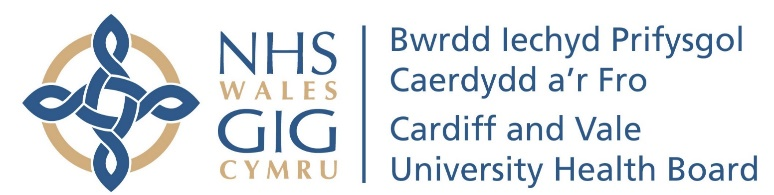 NHS
WALES
GIG
CYMRU
Bwrdd Iechyd Prifysgol
Caerdydd a'r Fro
Cardiff and Vale
University Health Board